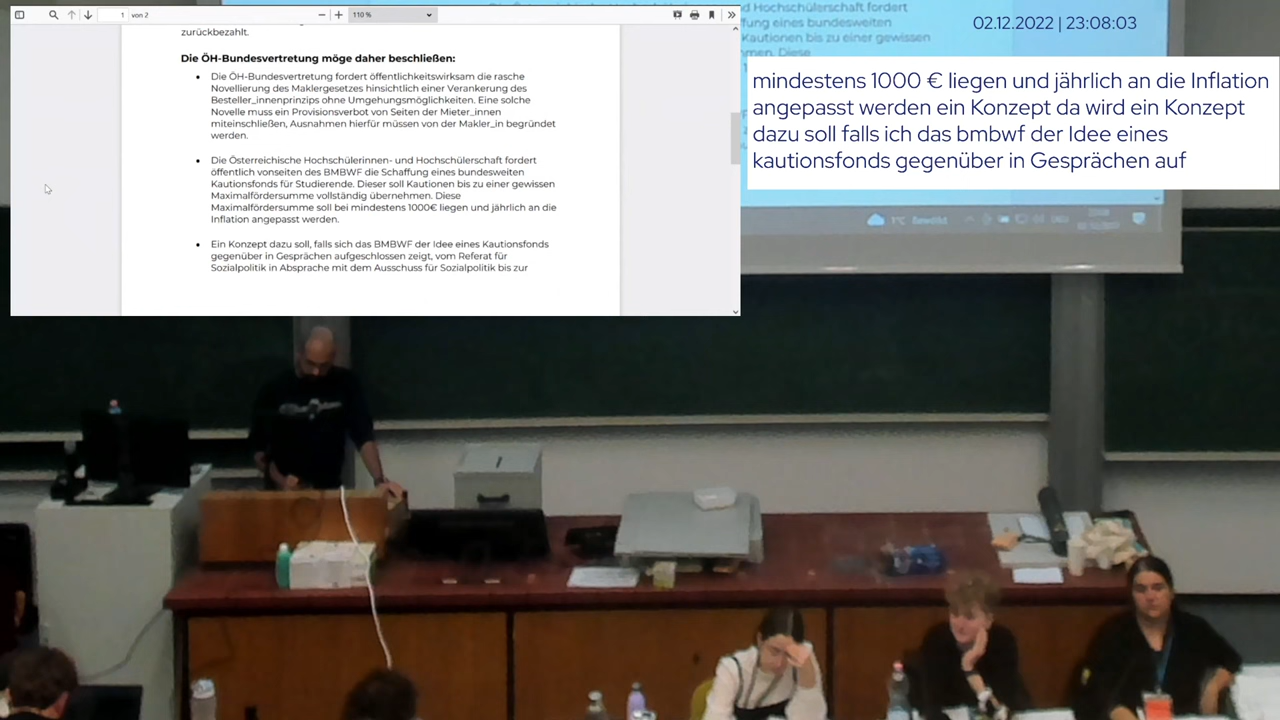 1 von 2
110 %
zurückbezahlt.
Die ÖH-Bundesvertretung möge daher beschließen:
Die ÖH-Bundesvertretung fordert öffentlichkeitswirksam die rasche
Novellierung des Maklergesetzes hinsichtlich einer Verankerung des
Besteller_innenprinzips ohne Umgehungsmöglichkeiten. Eine solche
Novelle muss ein Provisionsverbot von Seiten der Mieter_innen
miteinschließen, Ausnahmen hierfür müssen von der Makler_in begründet
werden.
Die Österreichische Hochschülerinnen- und Hochschülerschaft fordert
öffentlich vonseiten des BMBWF die Schaffung eines bundesweiten
Kautionsfonds für Studierende. Dieser soll Kautionen bis zu einer gewissen
Maximalfördersumme vollständig übernehmen. Diese
Maximalfördersumme soll bei mindestens 1000€ liegen und jährlich an die
Inflation angepasst werden.
Ein Konzept dazu soll, falls sich das BMBWF der Idee eines Kautionsfonds
gegenüber in Gesprächen aufgeschlossen zeigt, vom Referat für
Sozialpolitik in Absprache mit dem Ausschuss für Sozialpolitik bis zur
02.12.2022 | 23:08:03
mindestens 1000 € liegen und jährlich an die Inflation
angepasst werden ein Konzept da wird ein Konzept
dazu soll falls ich das bmbwf der Idee eines
kautionsfonds gegenüber in Gesprächen auf
d Hochschülerschaft fordert
eines bundesweiten
Kautionen bis zu einer gewissen
men. Diese
1°C Bewölkt